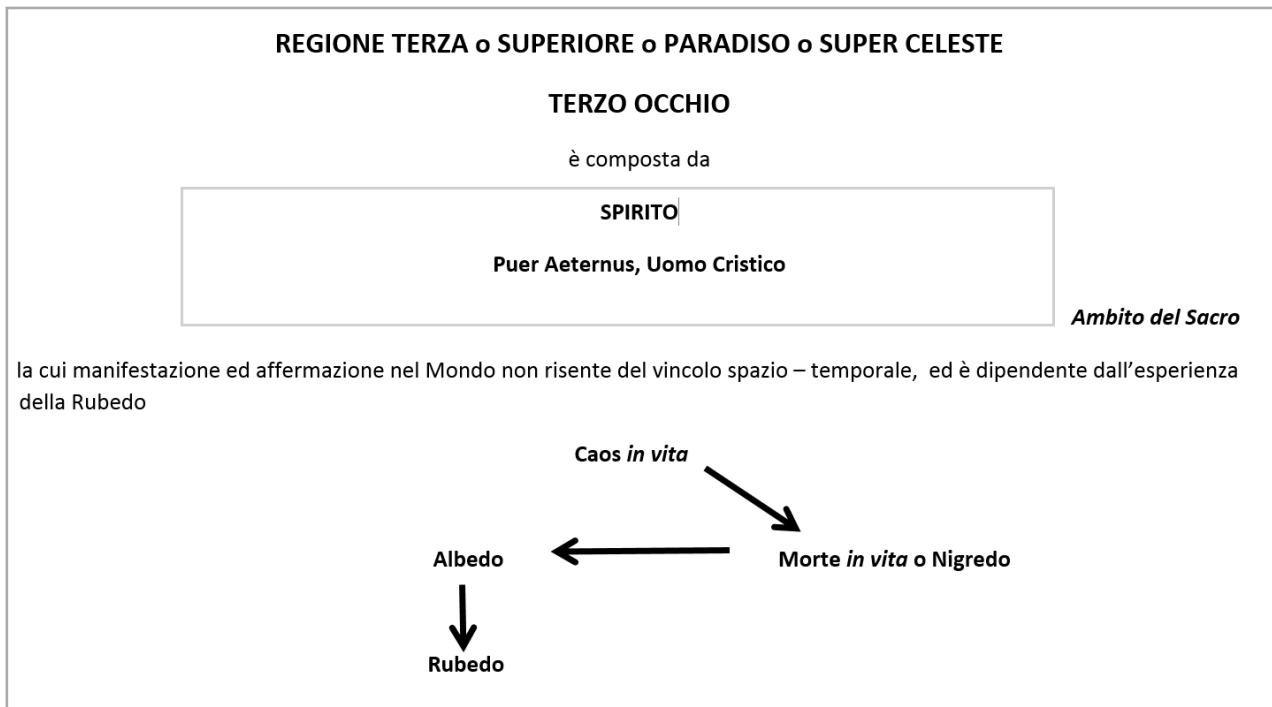 REGIONE TERZA o SUPERIORE o PARADISO o SUPER CELESTE
TERZO OCCHIO
è composta da
SPIRITO
Puer Aeternus, Uomo Cristico
Ambito del Sacro
la cui manifestazione ed affermazione nel Mondo non risente del vincolo spazio – temporale, ed è dipendente dall'esperienza
della Rubedo
Caos in vita
Albedo
Morte in vita o Nigredo
Rubedo